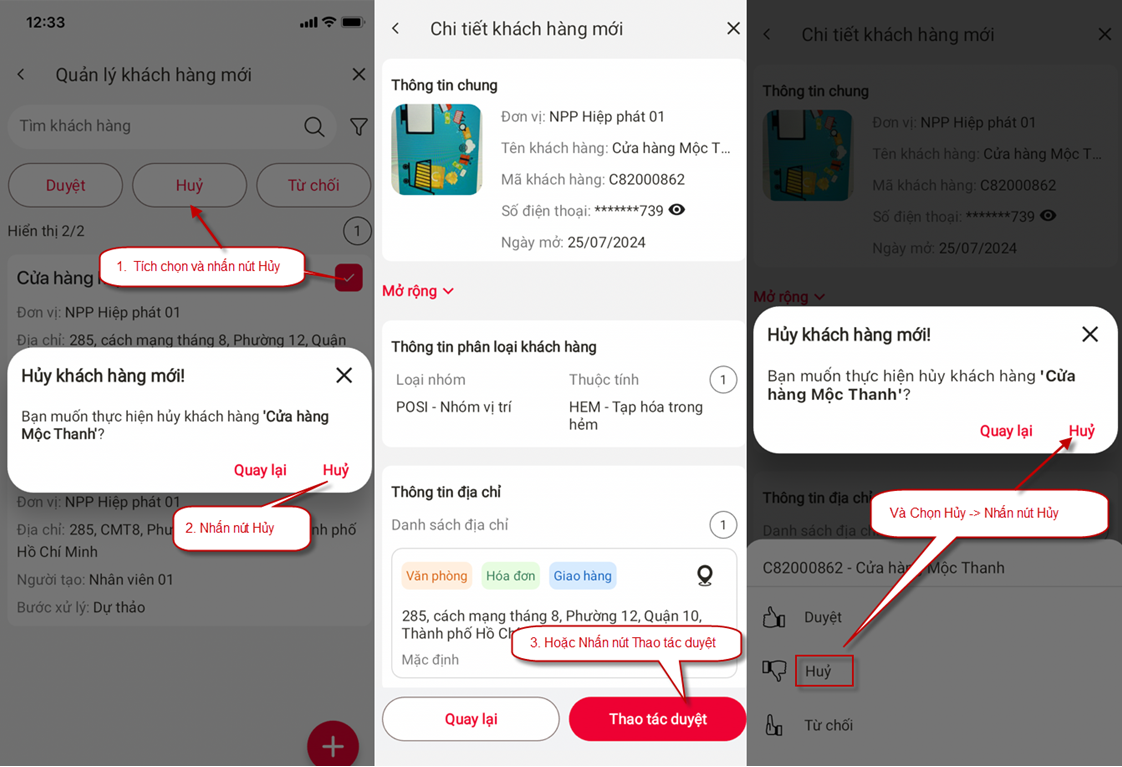 12:33
Quản lý khách hàng mới
Tìm khách hàng
Duyệt
Huỷ
Từ chối
Hiển thị 2/2
1
1. Tích chọn và nhấn nút Hủy
Cửa hàng
Đơn vị: NPP Hiệp phát 01
Địa chỉ: 285, cách mạng tháng 8, Phường 12, Quận
Hủy khách hàng mới!
Bạn muốn thực hiện hủy khách hàng 'Cửa hàng
Mộc Thanh'?
Quay lại
Huỷ
Đơn vị: NPP Hiệp phát 01
2. Nhấn nút Hủy
Địa chỉ: 285, CMT8, Phư
nh phố
Hồ Chí Minh
Người tạo: Nhân viên 01
Bước xử lý: Dự thảo
Chi tiết khách hàng mới
Thông tin chung
Đơn vị: NPP Hiệp phát 01
Tên khách hàng: Cửa hàng Mộc T...
Mã khách hàng: C82000862
Số điện thoại: *******739
Ngày mở: 25/07/2024
Mở rộng
Thông tin phân loại khách hàng
Loại nhóm
Thuộc tính
1
POSI - Nhóm vị trí
HEM - Tạp hóa trong
hẻm
Thông tin địa chỉ
Danh sách địa chỉ
1
Văn phòng
Hóa đơn
Giao hàng
285, cách mạng tháng 8, Phường 12, Quận 10,
Thành phố Hồ Ch
3. Hoặc Nhấn nút Thao tác duyệt
Mặc định
Quay lại
Thao tác duyệt
Chi tiết khách hàng mới
Thông tin chung
Đơn vị: NPP Hiệp phát 01
Tên khách hàng: Cửa hàng Mộc T...
Mã khách hàng: C82000862
Số điện thoại: *******739
Ngày mở: 25/07/2024
Mở rộng
Hủy khách hàng mới!
Bạn muốn thực hiện hủy khách hàng 'Cửa
hàng Mộc Thanh'?
Quay lại
Huỷ
Thông tin địa chỉ
Danh sách địa chỉ
Và Chọn Hủy -> Nhấn nút Hủy
C82000862 - Cửa hàng Mộc Thanh
Duyệt
Huỷ
Từ chối